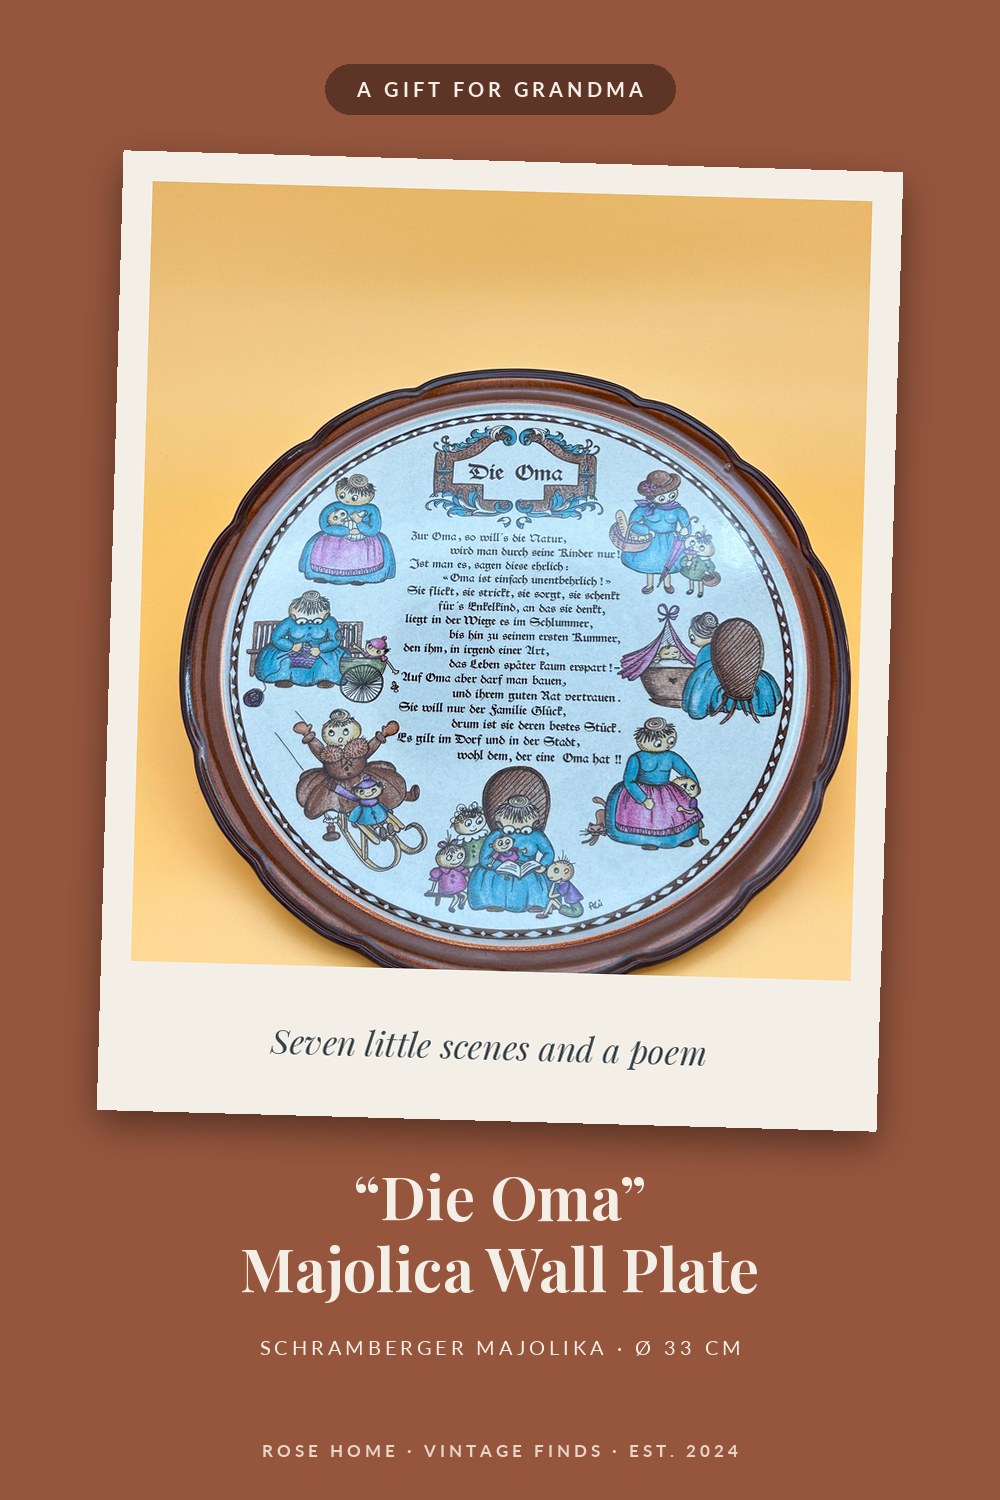 A GIFT FOR GRANDMA
Die Oma
Zur Oma, so will's die Natur,
wird man durch seine Kinder nur!
Ist man es, sagen diese ehrlich:
«Oma ist einfach unentbehrlich!»
Sie flickt, sie strickt, sie sorgt, sie schenkt
für's Enkelkind, an das sie denkt,
liegt in der Wiege es im Schlummer,
bis hin zu seinem ersten Kummer,
den ihm, in irgend einer Art,
das Leben später kaum erspart!
Auf Oma aber darf man bauen,
und ihrem guten Rat vertrauen.
Sie will nur der Familie Glück,
drum ist sie deren bestes Stück.
Es gilt im Dorf und in der Stadt,
wohl dem, der eine Oma hat!!
Seven little scenes and a poem
“Die Oma”
Majolica Wall Plate
SCHRAMBERGER MAJOLIKA · Ø 33 CM
ROSE HOME · VINTAGE FINDS · EST. 2024